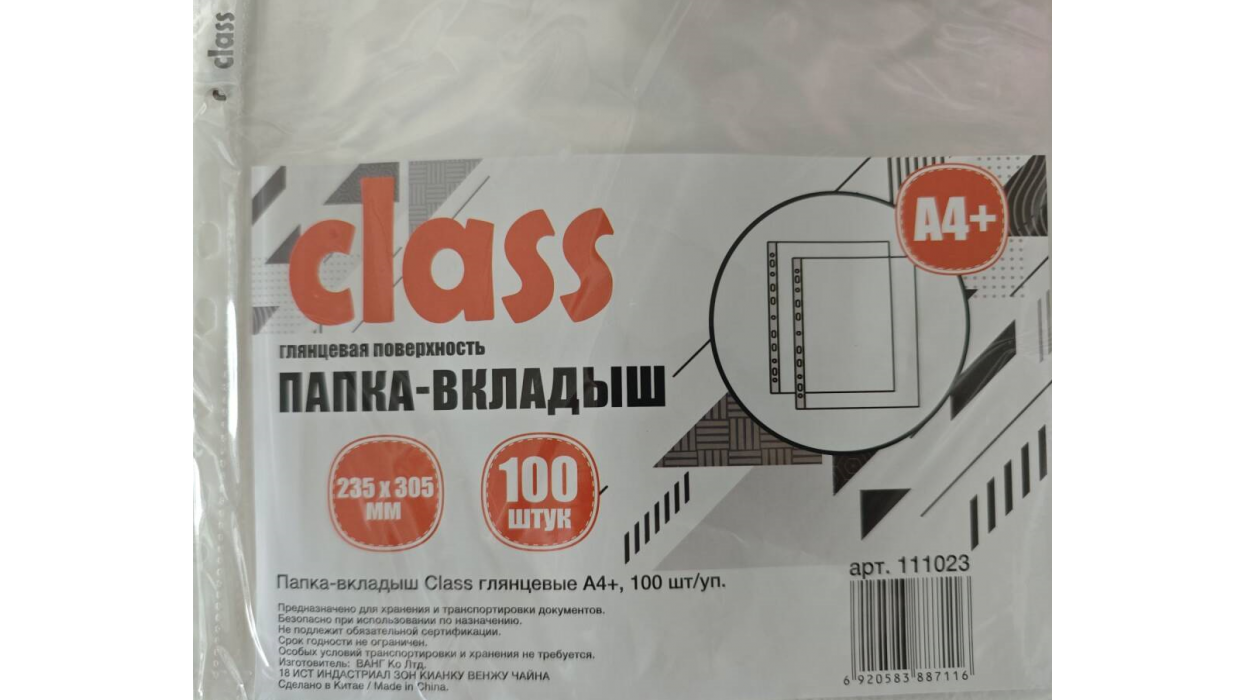 class
class
A4+
глянцевая поверхность
ПАПКА-ВКЛАДЫШ
235 x 305
ММ
100
ШТУК
арт. 111023
Папка-вкладыш Class глянцевые А4+, 100 шт/уп.
Предназначено для хранения и транспортировки документов.
Безопасно при использовании по назначению.
Не подлежит обязательной сертификации.
Срок годности не ограничен.
Особых условий транспортировки и хранения не требуется.
Изготовитель: ВАНГ Ко Лтд.
18 ИСТ ИНДАСТРИАЛ ЗОН КИАНКУ ВЕНЖУ ЧАЙНА
Сделано в Китае / Made in China.
6 920583 887116